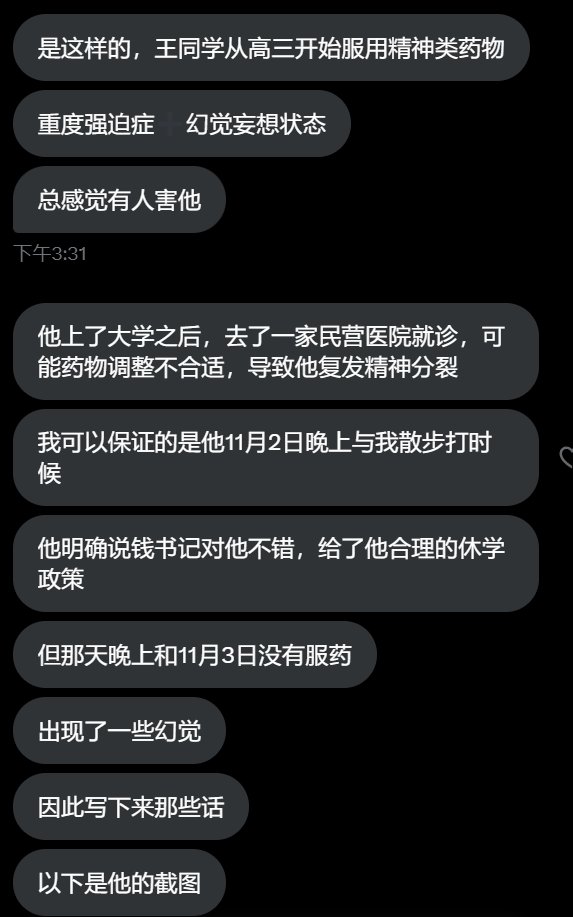 是这样的，王同学从高三开始服用精神类药物
重度强迫症➕幻觉妄想状态
总感觉有人害他
下午3:31
他上了大学之后，去了一家民营医院就诊，可
能药物调整不合适，导致他复发精神分裂
我可以保证的是他11月2日晚上与我散步打时
候
他明确说钱书记对他不错，给了他合理的休学
政策
但那天晚上和11月3日没有服药
出现了一些幻觉
因此写下来那些话
以下是他的截图